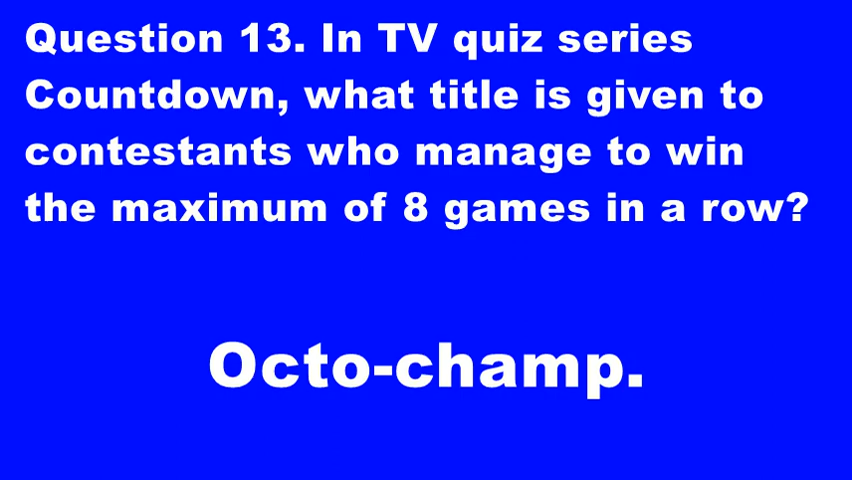 Question 13. In TV quiz series
Countdown, what title is given to
contestants who manage to win
the maximum of 8 games in a row?
Octo-champ.